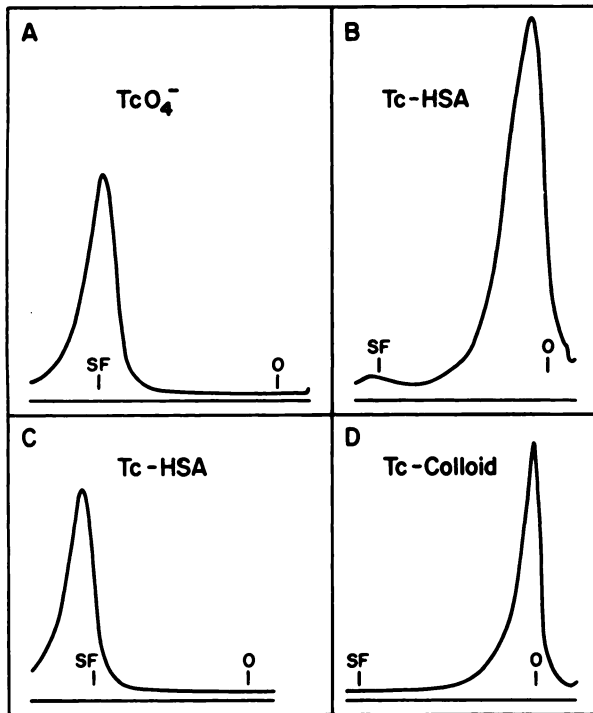 A
TcO₄⁻
SF
O
B
Tc-HSA
SF
O
C
Tc-HSA
SF
O
D
Tc-Colloid
SF
O